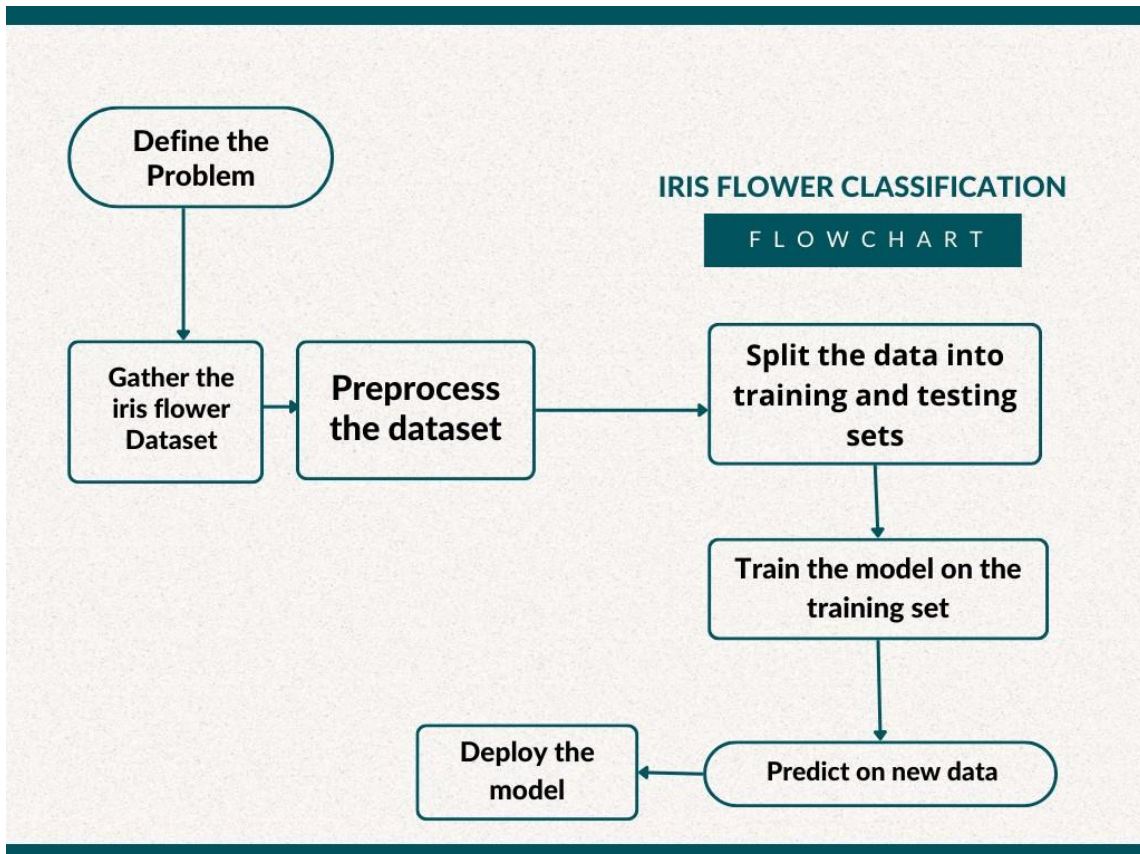 Define the
Problem
IRIS FLOWER CLASSIFICATION
FLOWCHART
Gather the
iris flower
Dataset
Preprocess
the dataset
Split the data into
training and testing
sets
Train the model on the
training set
Predict on new data
Deploy the
model